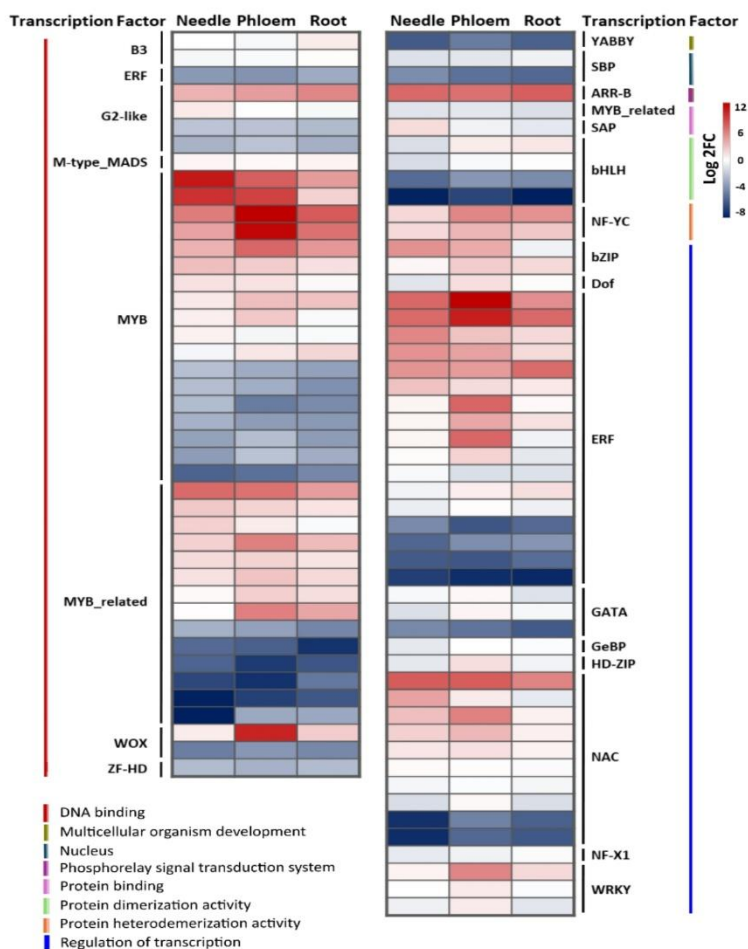 Transcription Factor Needle Phloem Root
B3
ERF
G2-like
M-type_MADS
MYB
MYB_related
WOX
ZF-HD
Needle Phloem Root Transcription Factor
YABBY
SBP
ARR-B
MYB_related
SAP
bHLH
NF-YC
bZIP
Dof
ERF
GATA
GeBP
HD-ZIP
NAC
NF-X1
WRKY
Log 2FC
12
8
4
0
-4
-8
DNA binding
Multicellular organism development
Nucleus
Phosphorelay signal transduction system
Protein binding
Protein dimerization activity
Protein heterodemerization activity
Regulation of transcription